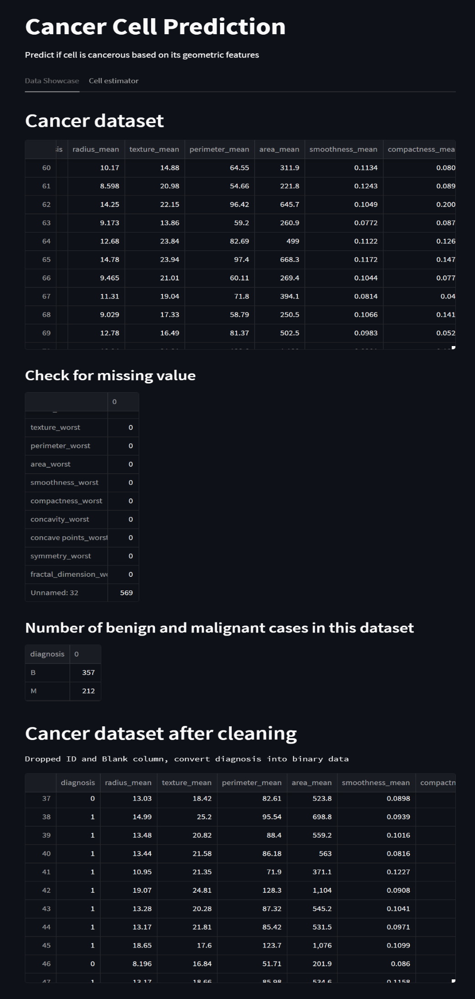 Cancer Cell Prediction
Predict if cell is cancerous based on its geometric features
Data Showcase Cell estimator
Cancer dataset
sis radius_mean texture_mean perimeter_mean area_mean smoothness_mean compactness_mea
60 10.17 14.88 64.55 311.9 0.1134 0.080
61 8.598 20.98 54.66 221.8 0.1243 0.089
62 14.25 22.15 96.42 645.7 0.1049 0.200
63 9.173 13.86 59.2 260.9 0.0772 0.087
64 12.68 23.84 82.69 499 0.1122 0.126
65 14.78 23.94 97.4 668.3 0.1172 0.147
66 9.465 21.01 60.11 269.4 0.1044 0.077
67 11.31 19.04 71.8 394.1 0.0814 0.04
68 9.029 17.33 58.79 250.5 0.1066 0.141
69 12.78 16.49 81.37 502.5 0.0983 0.052
Check for missing value
0
texture_worst 0
perimeter_worst 0
area_worst 0
smoothness_worst 0
compactness_worst 0
concavity_worst 0
concave points_worst 0
symmetry_worst 0
fractal_dimension_wo 0
Unnamed: 32 569
Number of benign and malignant cases in this dataset
diagnosis 0
B 357
M 212
Cancer dataset after cleaning
Dropped ID and Blank column, convert diagnosis into binary data
diagnosis radius_mean texture_mean perimeter_mean area_mean smoothness_mean compactn
37 0 13.03 18.42 82.61 523.8 0.0898
38 1 14.99 25.2 95.54 698.8 0.0939
39 1 13.48 20.82 88.4 559.2 0.1016
40 1 13.44 21.58 86.18 563 0.0816
41 1 10.95 21.35 71.9 371.1 0.1227
42 1 19.07 24.81 128.3 1,104 0.0908
43 1 13.28 20.28 87.32 545.2 0.1041
44 1 13.17 21.81 85.42 531.5 0.0971
45 1 18.65 17.6 123.7 1,076 0.1099
46 0 8.196 16.84 51.71 201.9 0.086
47 1 13.17 18.66 85.98 534.6 0.1158